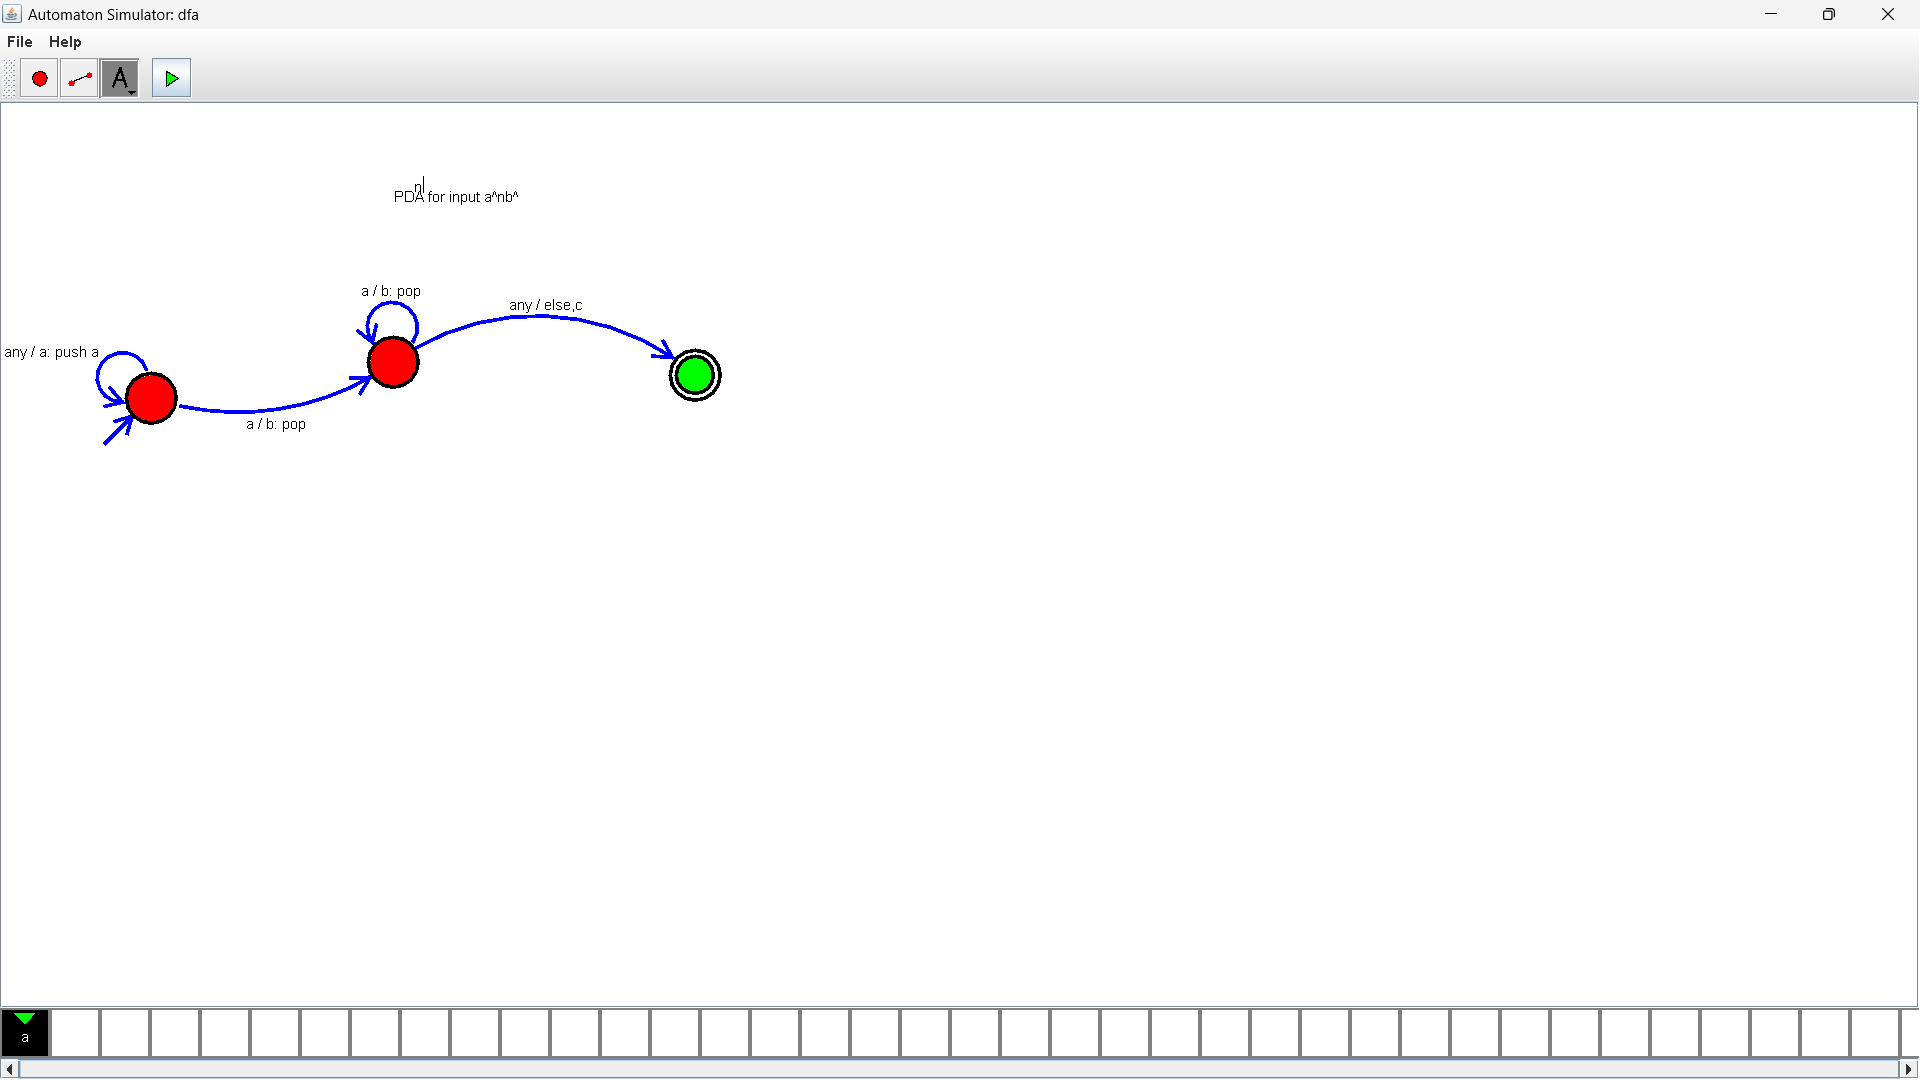 Automaton Simulator: dfa
File Help
A
n
PDA for input a^nb^
a / b: pop
any / else,c
any / a: push a
a / b: pop
a